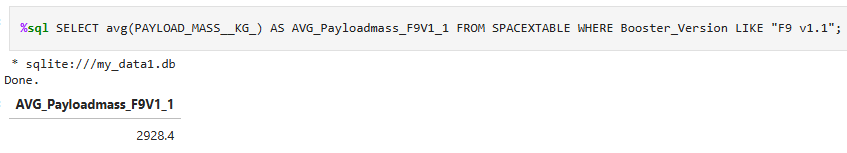 %sql SELECT avg(PAYLOAD_MASS__KG_) AS AVG_Payloadmass_F9V1_1 FROM SPACEXTABLE WHERE Booster_Version LIKE "F9 v1.1";
* sqlite:///my_data1.db
Done.
AVG_Payloadmass_F9V1_1
2928.4